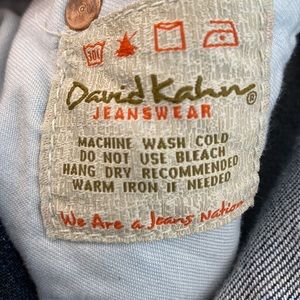 David Kahn®
JEANSWEAR
MACHINE WASH COLD
DO NOT USE BLEACH
HANG DRY RECOMMENDED
WARM IRON IF NEEDED
We Are a Jeans Nation